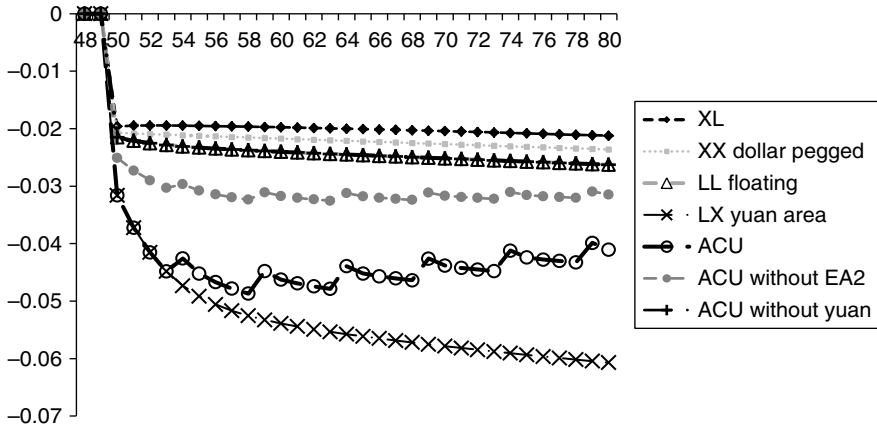 0
48 50 52 54 56 58 60 62 64 66 68 70 72 74 76 78 80
–0.01
–0.02
–0.03
–0.04
–0.05
–0.06
–0.07
XL
XX dollar pegged
LL floating
LX yuan area
ACU
ACU without EA2
ACU without yuan